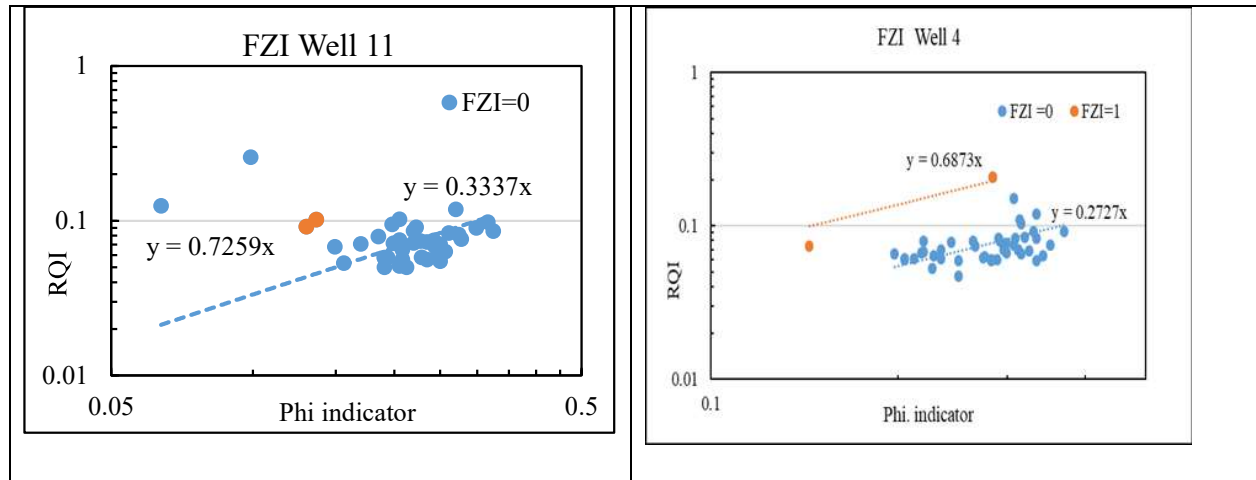 FZI Well 11
1
FZI=0
y = 0.3337x
0.1
y = 0.7259x
RQI
0.01
0.05
0.5
Phi indicator
FZI Well 4
1
FZI =0
FZI=1
y = 0.6873x
0.2727x
0.1
RQI
0.01
0.1
Phi. indicator